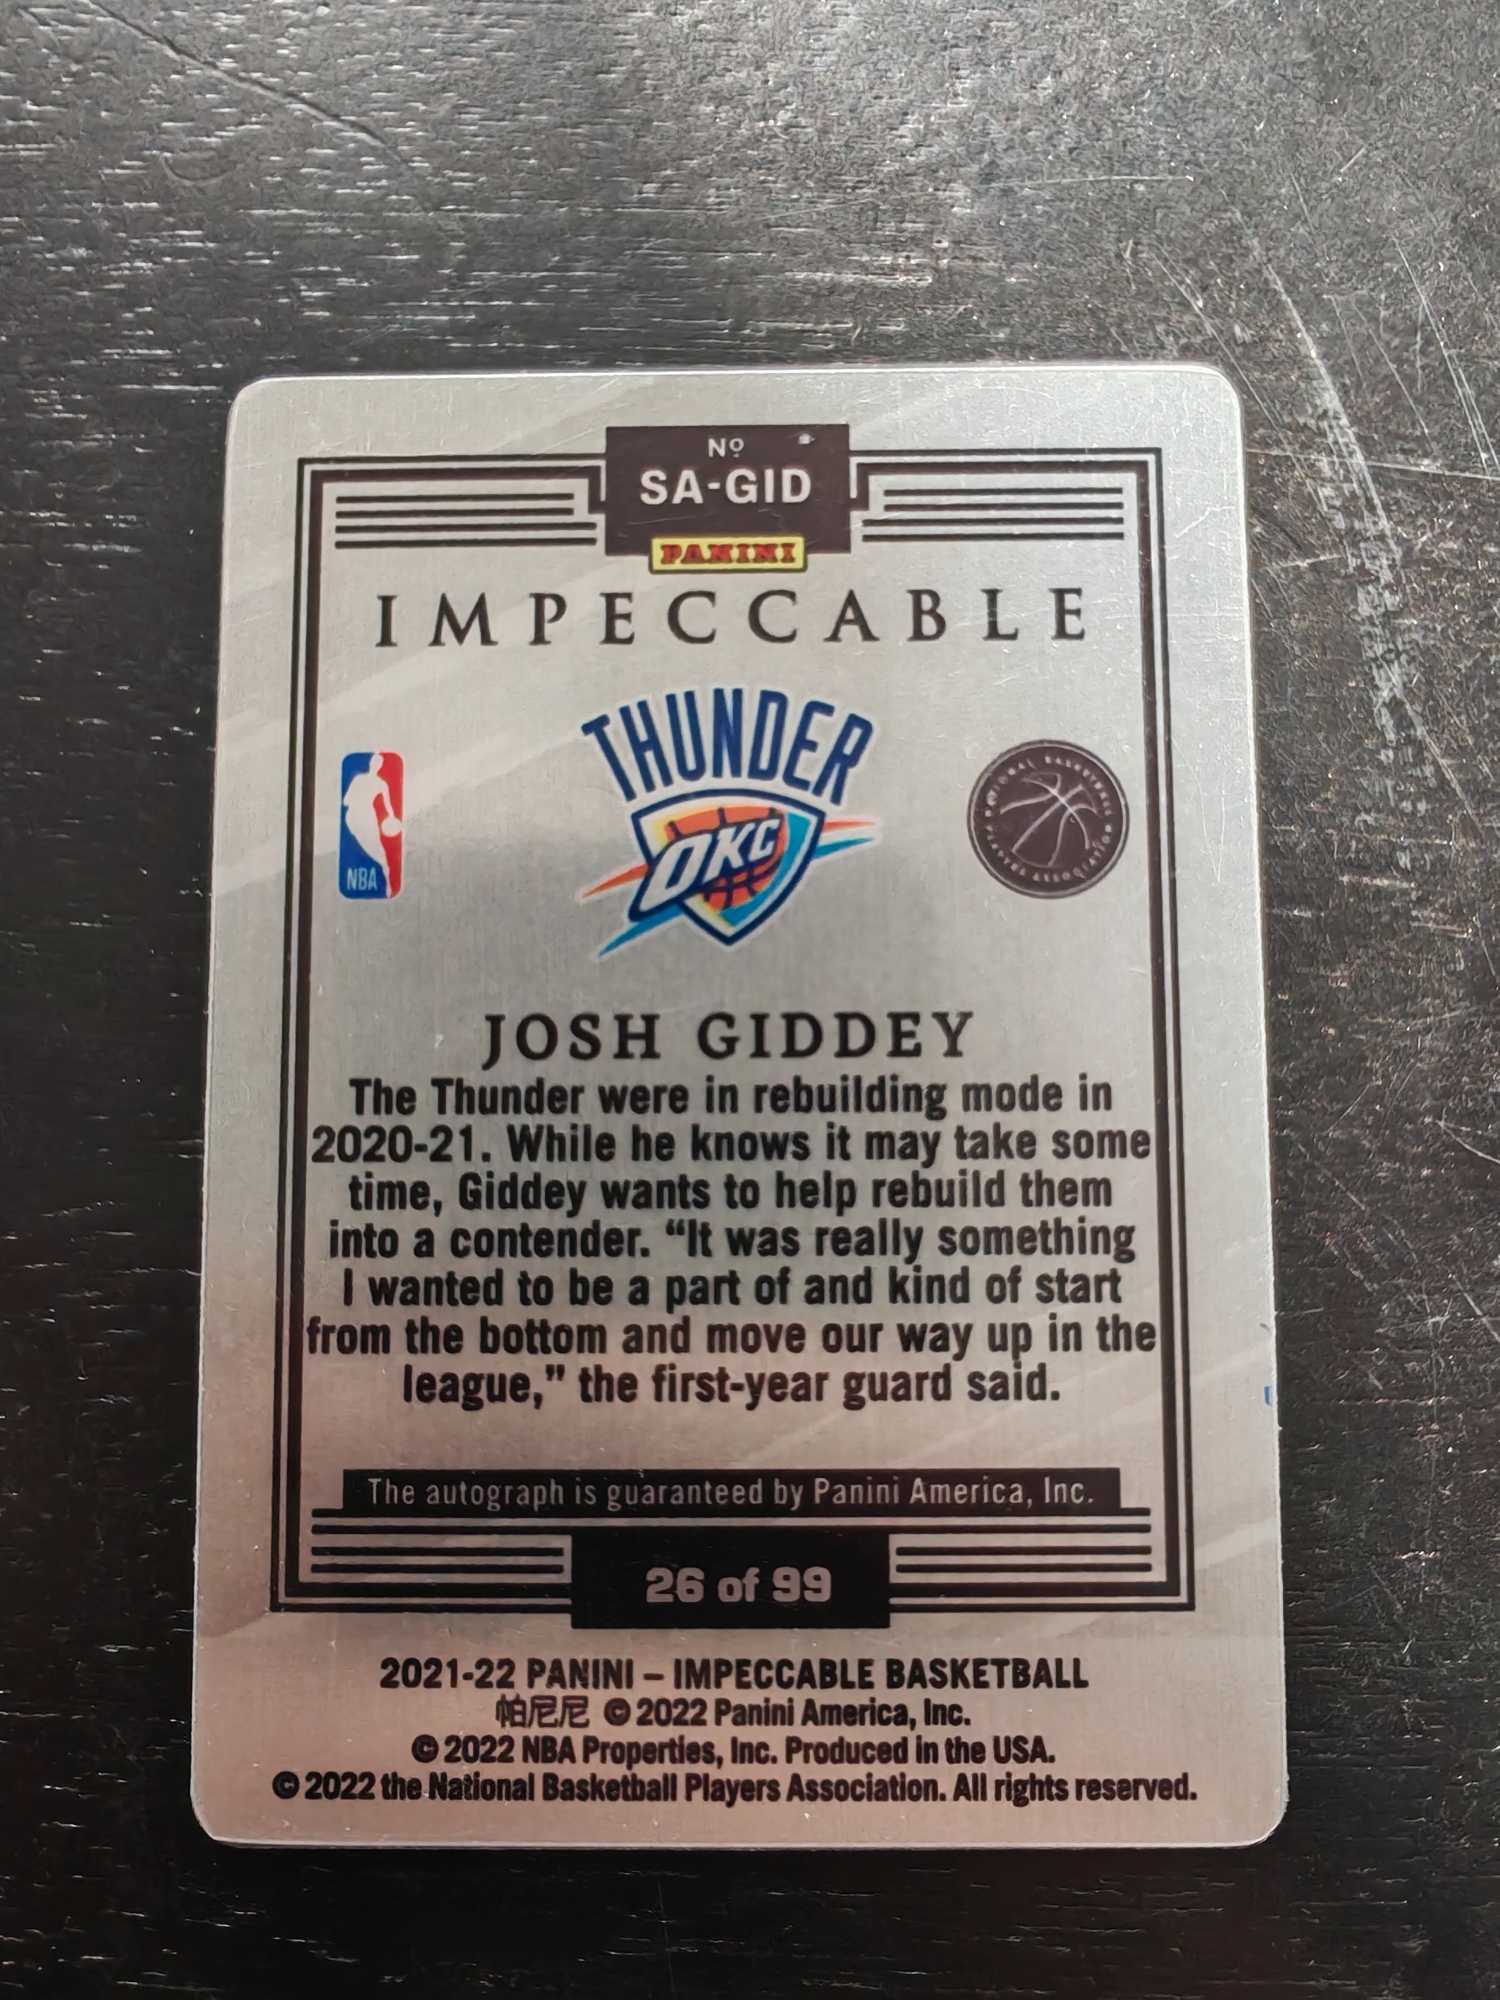 Nº
SA-GID
PANINI
IMPECCABLE
THUNDER
OKC
NBA
NATIONAL BASKETBALL
PLAYERS ASSOCIATION
JOSH GIDDEY
The Thunder were in rebuilding mode in
2020-21. While he knows it may take some
time, Giddey wants to help rebuild them
into a contender. “It was really something
I wanted to be a part of and kind of start
from the bottom and move our way up in the
league,” the first-year guard said.
The autograph is guaranteed by Panini America, Inc.
26 of 99
2021-22 PANINI – IMPECCABLE BASKETBALL
帕尼尼 © 2022 Panini America, Inc.
© 2022 NBA Properties, Inc. Produced in the USA.
© 2022 the National Basketball Players Association. All rights reserved.